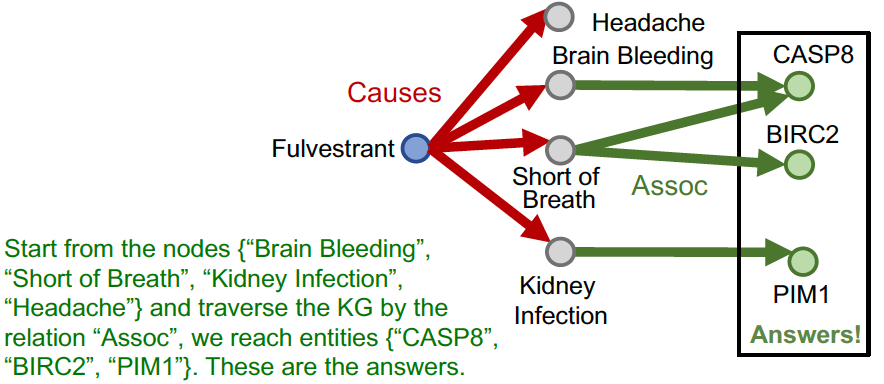 Headache
Brain Bleeding
CASP8
Causes
BIRC2
Fulvestrant
Short of
Breath
Assoc
Start from the nodes {“Brain Bleeding”,
“Short of Breath”, “Kidney Infection”,
“Headache”} and traverse the KG by the
relation “Assoc”, we reach entities {“CASP8”,
“BIRC2”, “PIM1”}. These are the answers.
Kidney
Infection
PIM1
Answers!